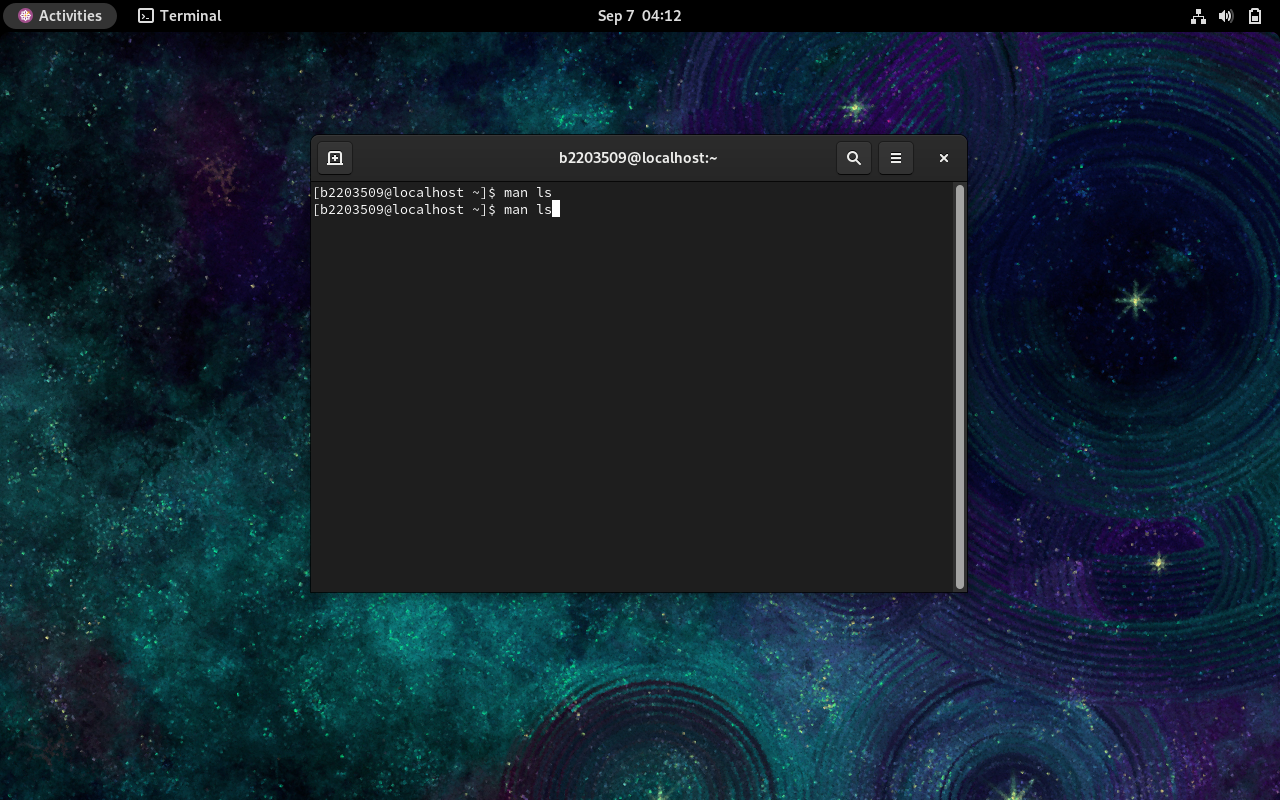 Activities
Terminal
Sep 7 04:12
b2203509@localhost:~
[b2203509@localhost ~]$ man ls
[b2203509@localhost ~]$ man ls